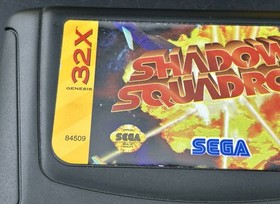 GENESIS 32X
SHADOW
SQUADRO
84509
SEGA
SEGA